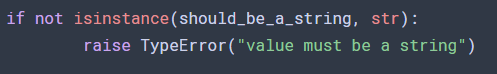 if not isinstance(should_be_a_string, str):
        raise TypeError("value must be a string")